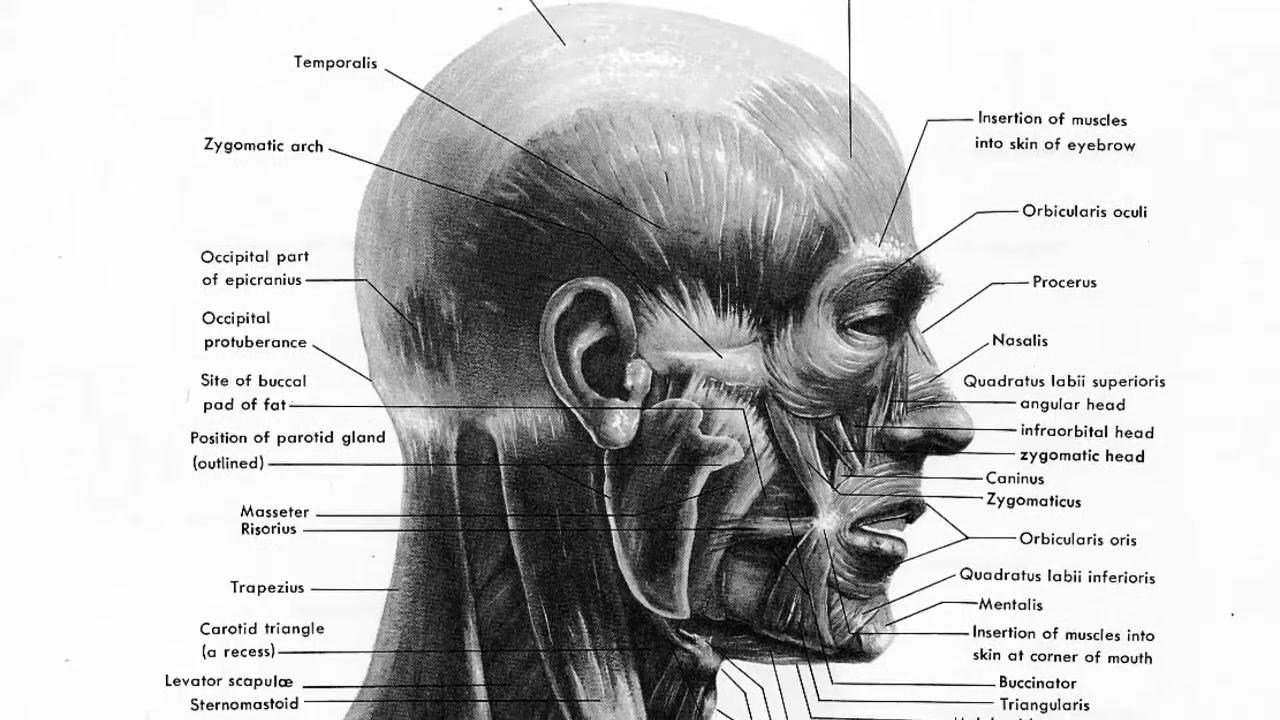 Temporalis
Zygomatic arch
Occipital part
of epicranius
Occipital
protuberance
Site of buccal
pad of fat
Position of parotid gland
(outlined)
Masseter
Risorius
Trapezius
Carotid triangle
(a recess)
Levator scapulæ
Sternomastoid
Insertion of muscles
into skin of eyebrow
Orbicularis oculi
Procerus
Nasalis
Quadratus labii superioris
angular head
infraorbital head
zygomatic head
Caninus
Zygomaticus
Orbicularis oris
Quadratus labii inferioris
Mentalis
Insertion of muscles into
skin at corner of mouth
Buccinator
Triangularis